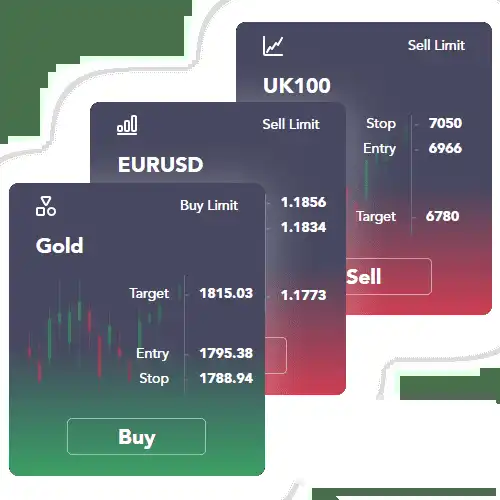 Sell Limit
UK100
Stop 7050
Entry 6966
Target 6780
Sell
Sell Limit
EURUSD
1.1856
1.1834
1.1773
Buy Limit
Gold
Target 1815.03
Entry 1795.38
Stop 1788.94
Buy